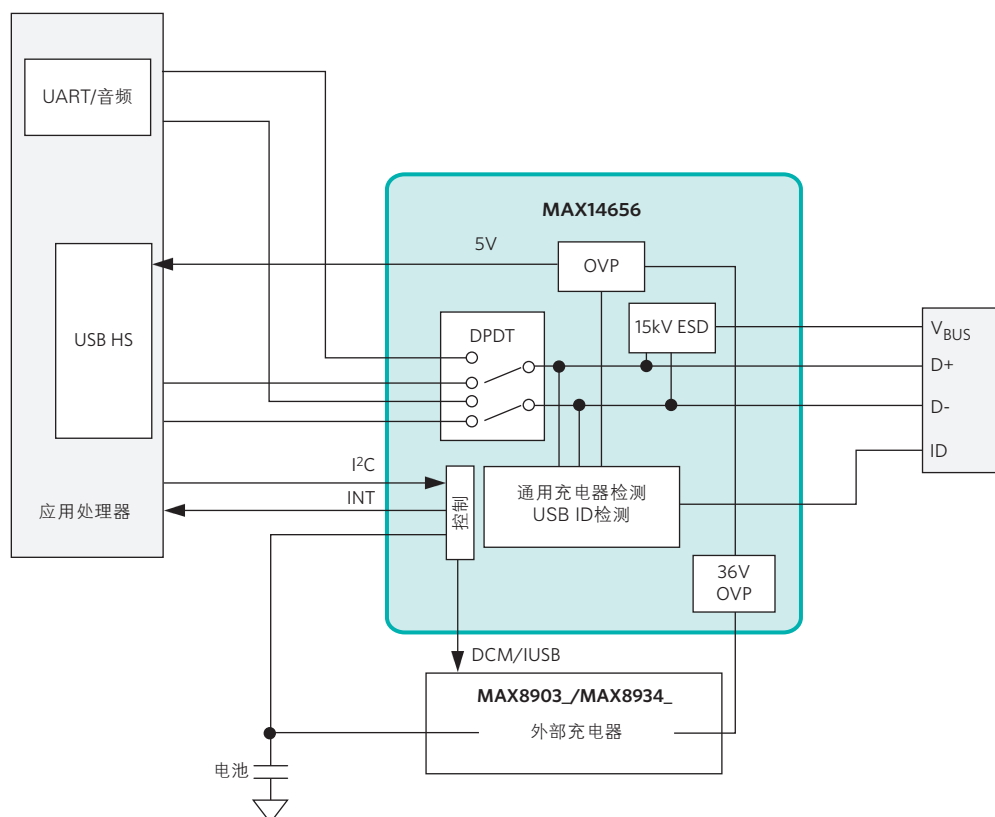 UART/音频
MAX14656
5V
OVP
USB HS
DPDT
15kV ESD
VBUS
D+
D-
ID
I²C
INT
应用处理器
控制
通用充电器检测
USB ID检测
36V
OVP
DCM/IUSB
MAX8903_/MAX8934_
外部充电器
电池